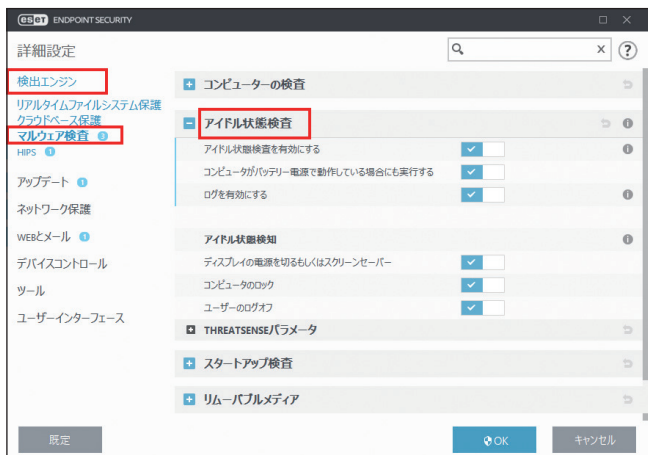 eset ENDPOINT SECURITY
詳細設定
検出エンジン
リアルタイムファイルシステム保護
クラウドベース保護
マルウェア検査 3
HIPS 1
アップデート 1
ネットワーク保護
WEBとメール 1
デバイスコントロール
ツール
ユーザーインターフェース
コンピューターの検査
アイドル状態検査
アイドル状態検査を有効にする
コンピュータがバッテリー電源で動作している場合にも実行する
ログを有効にする
アイドル状態検知
ディスプレイの電源を切るもしくはスクリーンセーバー
コンピュータのロック
ユーザーのログオフ
THREATSENSEパラメータ
スタートアップ検査
リムーバブルメディア
既定
OK
キャンセル